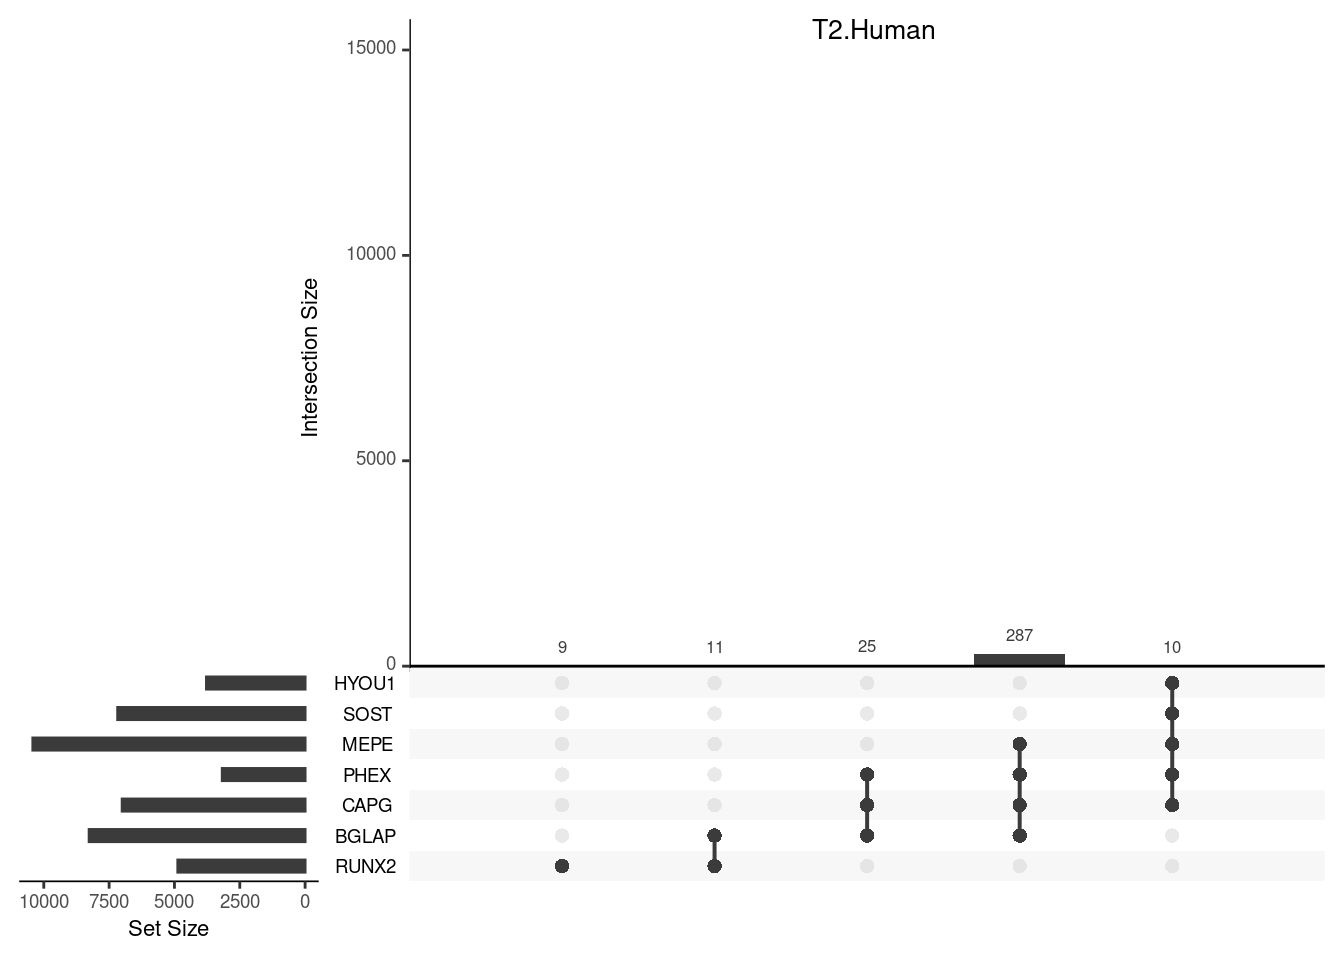 T2.Human
15000
10000
5000
0
Intersection Size
9
11
25
287
10
HYOU1
SOST
MEPE
PHEX
CAPG
BGLAP
RUNX2
10000 7500 5000 2500 0
Set Size